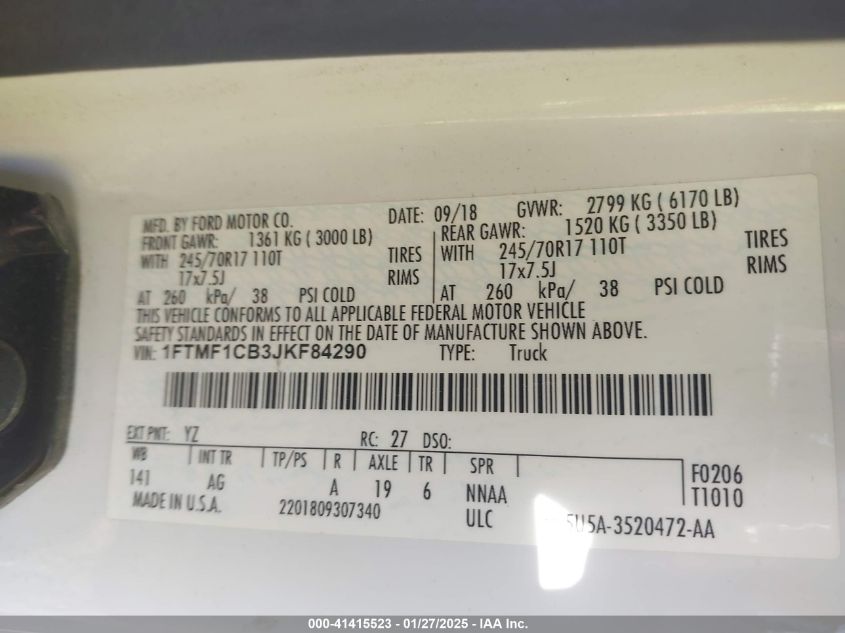 MFD. BY FORD MOTOR CO. DATE: 09/18 GVWR: 2799 KG ( 6170 LB)
FRONT GAWR: 1361 KG ( 3000 LB) REAR GAWR: 1520 KG ( 3350 LB)
WITH 245/70R17 110T TIRES WITH 245/70R17 110T TIRES
17x7.5J RIMS 17x7.5J RIMS
AT 260 kPa/ 38 PSI COLD AT 260 kPa/ 38 PSI COLD
THIS VEHICLE CONFORMS TO ALL APPLICABLE FEDERAL MOTOR VEHICLE
SAFETY STANDARDS IN EFFECT ON THE DATE OF MANUFACTURE SHOWN ABOVE.
VIN: 1FTMF1CB3JKF84290 TYPE: Truck
EXT PNT: YZ RC: 27 DSO:
WB INT TR TP/PS R AXLE TR SPR F0206
141 AG A 19 6 NNAA T1010
MADE IN U.S.A. 2201809307340 ULC 5U5A-3520472-AA
000-41415523 — 01/27/2025 — IAA Inc.